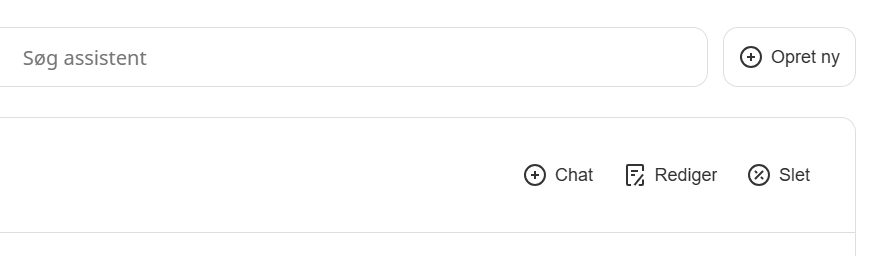 Søg assistent
Opret ny
Chat
Rediger
Slet